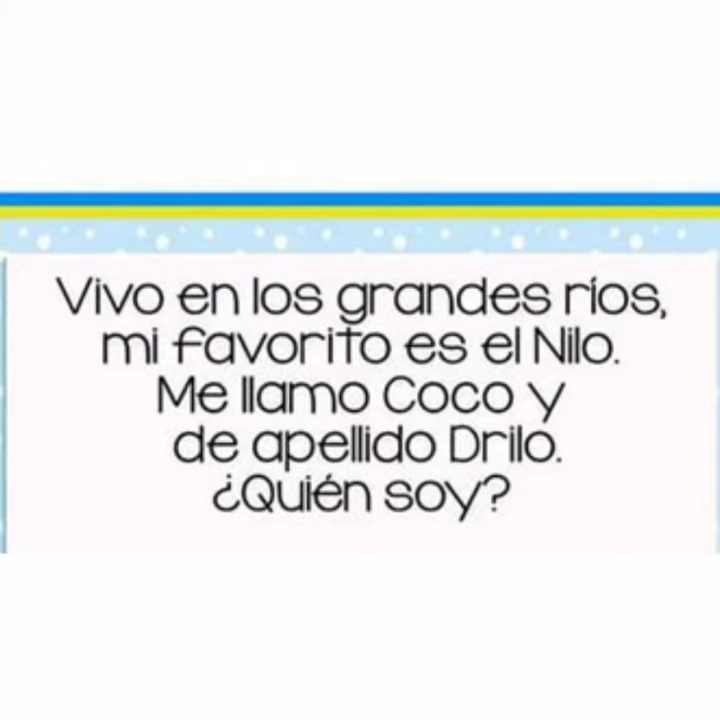 Vivo en los grandes ríos,
mi favorito es el Nilo.
Me llamo Coco y
de apellido Drilo.
¿Quién soy?